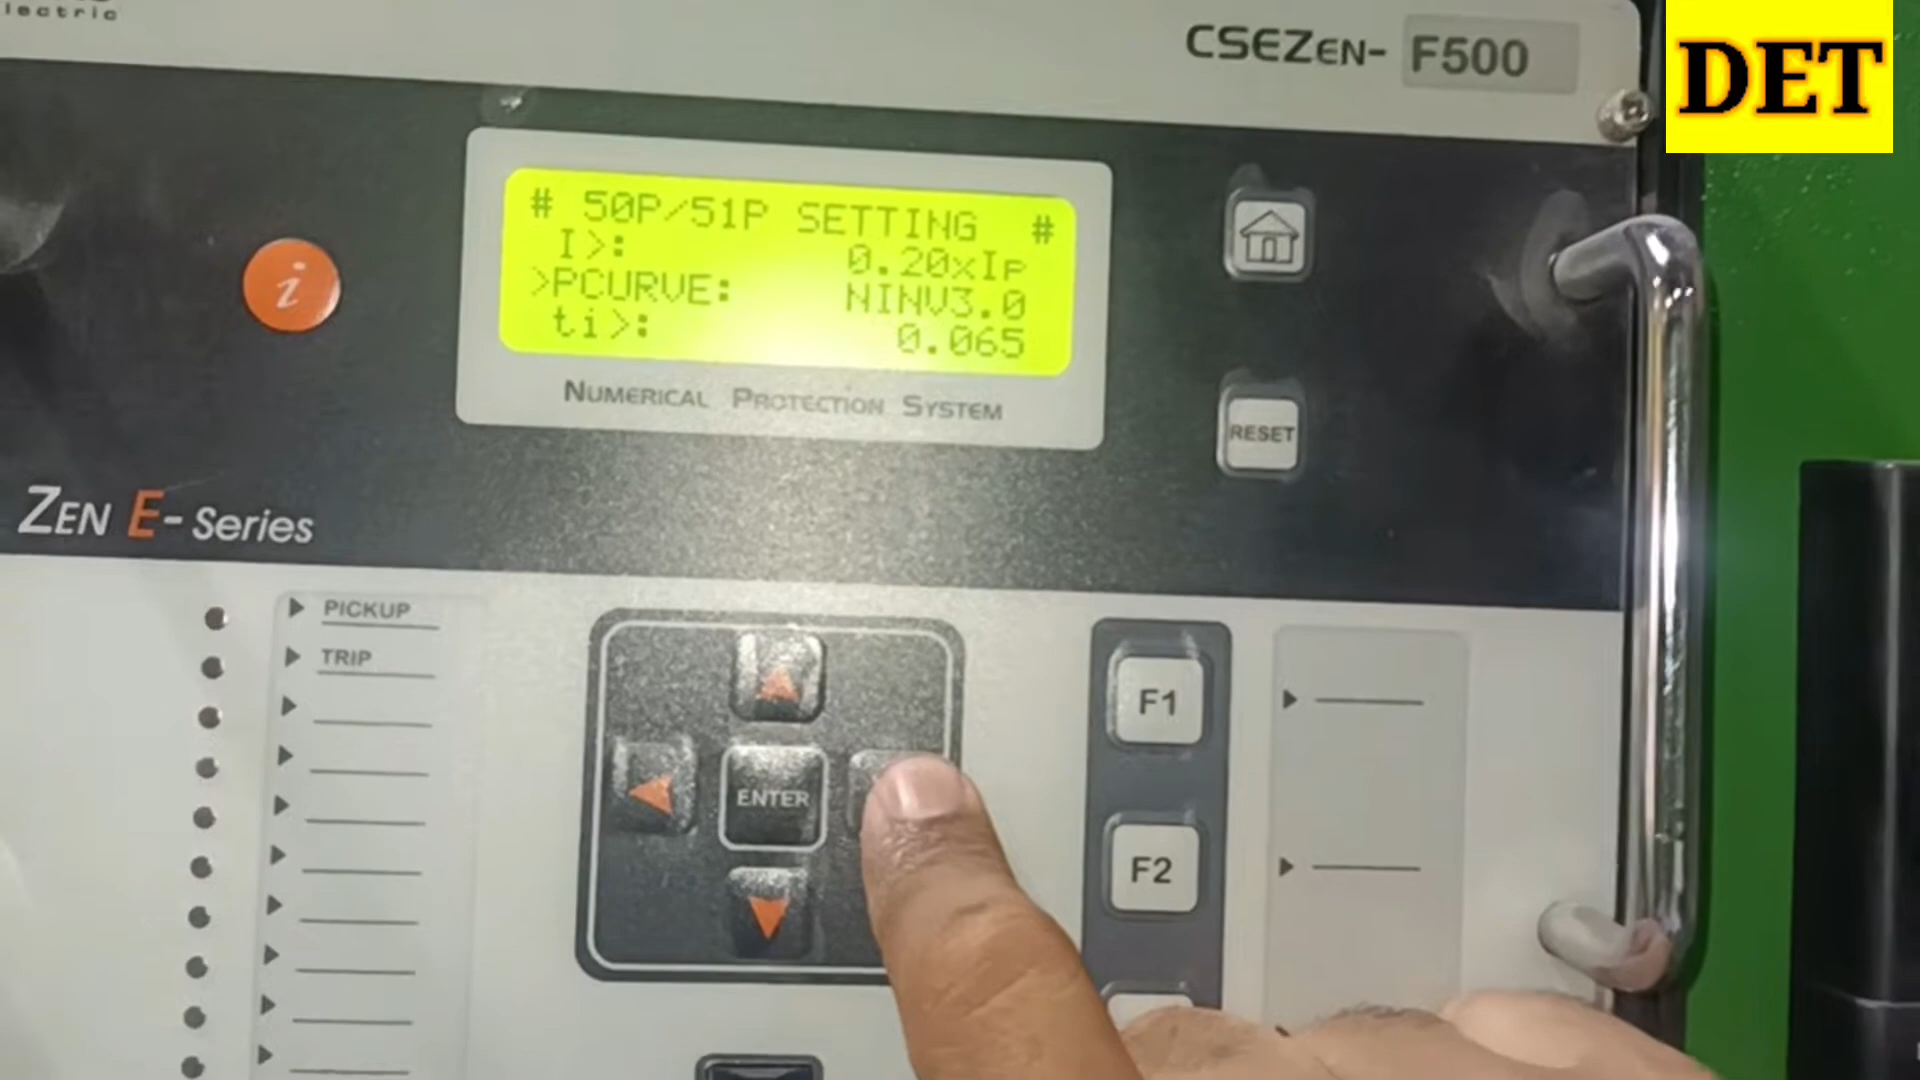 lectric
CSEZEN- F500
DET
# 50P/51P SETTING #
I>: 0.20xIp
>PCURVE: NINV3.0
ti>: 0.065
NUMERICAL PROTECTION SYSTEM
i
RESET
ZEN E- Series
PICKUP
TRIP
ENTER
F1
F2